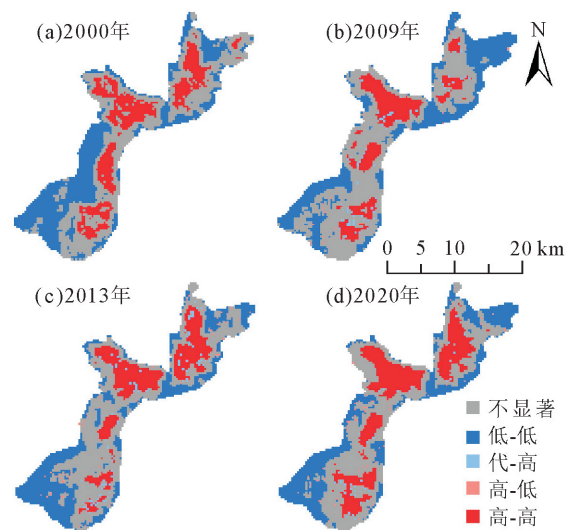 (a)2000年
(b)2009年
N
0 5 10 20 km
(c)2013年
(d)2020年
不显著
低-低
代-高
高-低
高-高